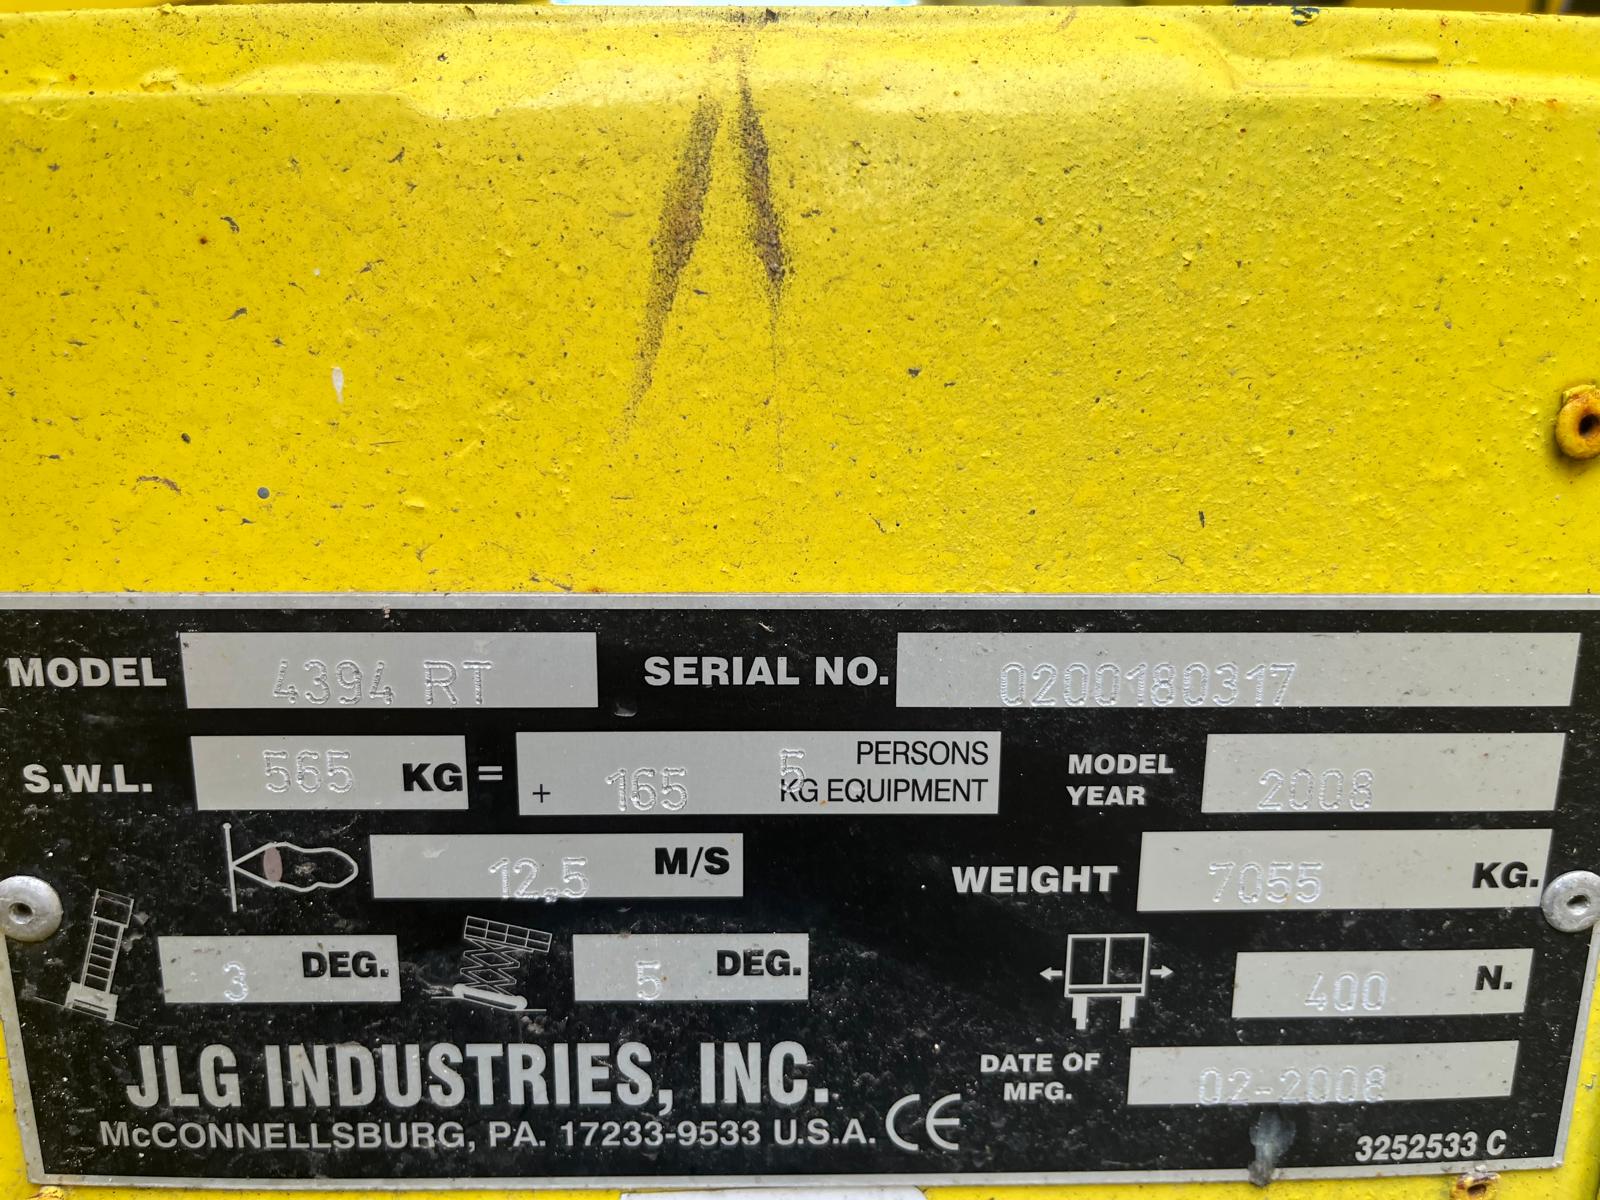 MODEL 4394 RT SERIAL NO. 0200180317
S.W.L. 565 KG = 5 PERSONS
+ 165 KG EQUIPMENT
MODEL YEAR 2008
12.5 M/S WEIGHT 7055 KG.
3 DEG. 5 DEG. 400 N.
JLG INDUSTRIES, INC.
McCONNELLSBURG, PA. 17233-9533 U.S.A. CE
DATE OF MFG. 02-2008
3252533 C